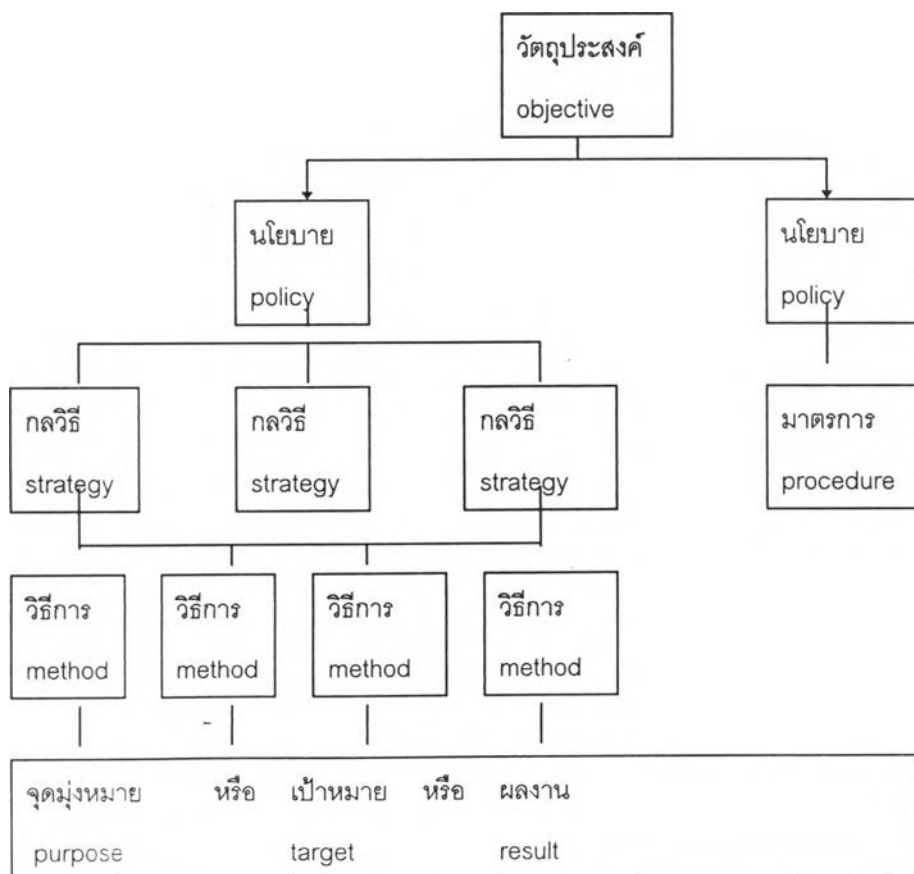 วัตถุประสงค์
objective
นโยบาย
policy
นโยบาย
policy
กลวิธี
strategy
กลวิธี
strategy
กลวิธี
strategy
มาตรการ
procedure
วิธีการ
method
วิธีการ
method
วิธีการ
method
วิธีการ
method
จุดมุ่งหมาย หรือ เป้าหมาย หรือ ผลงาน
purpose target result